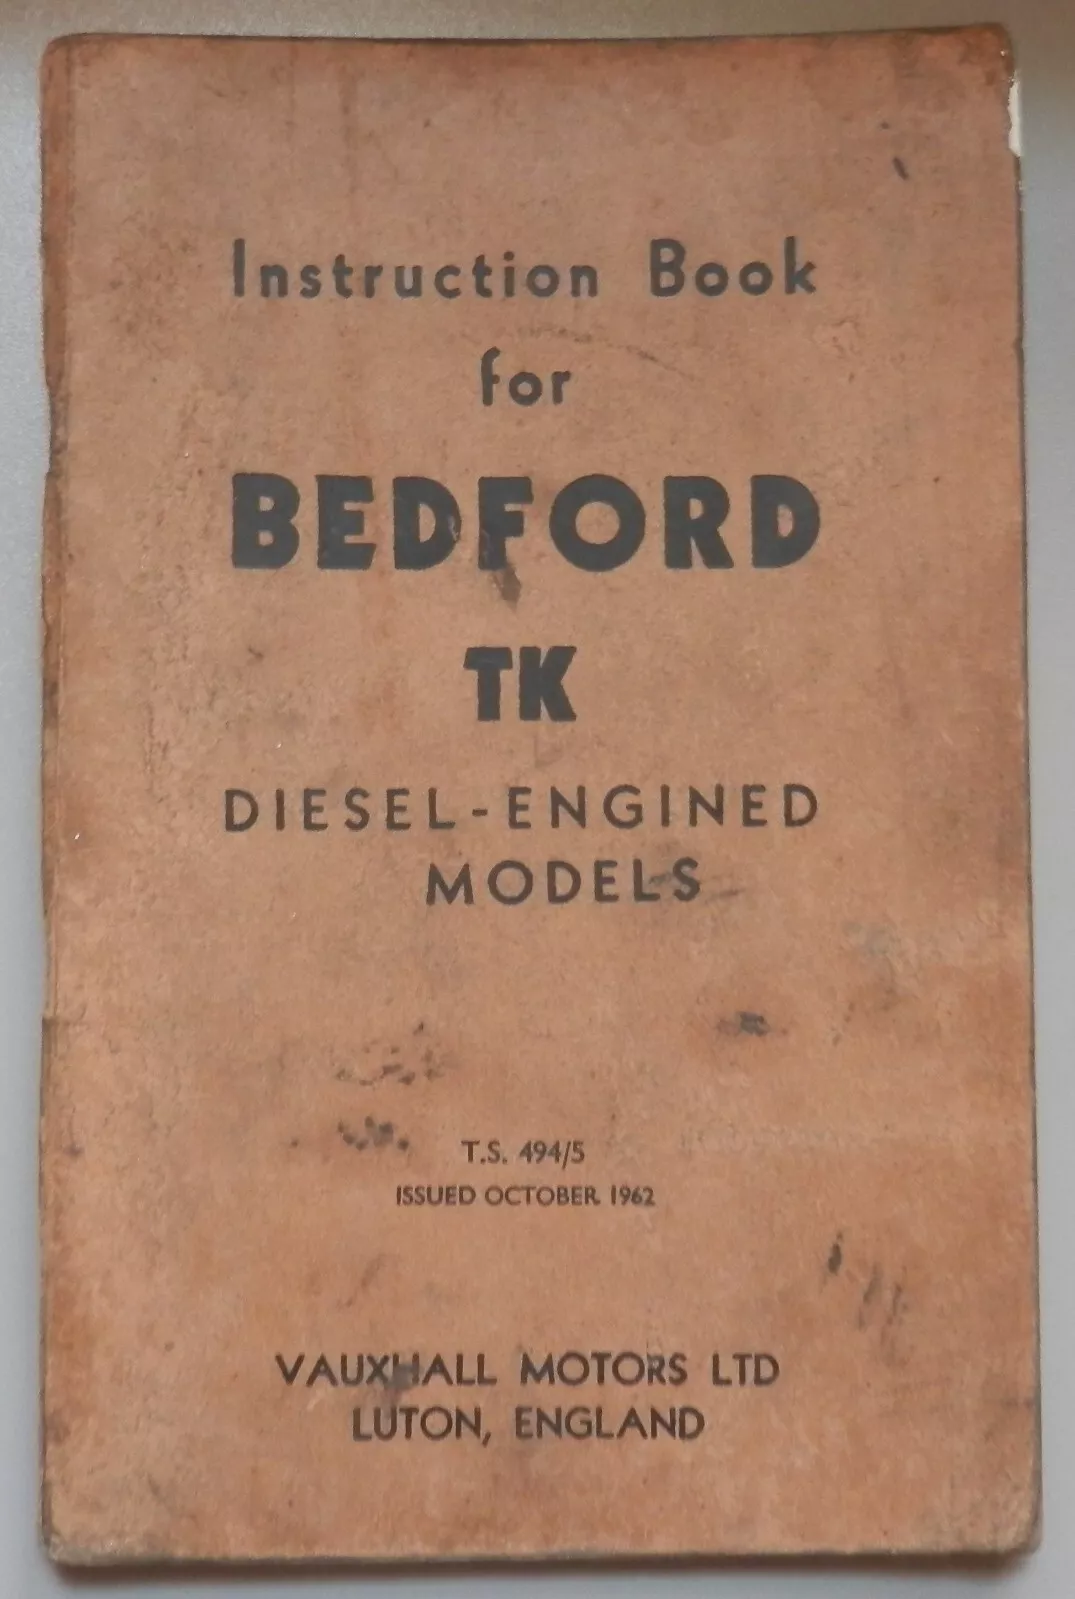 Instruction Book
for
BEDFORD
TK
DIESEL-ENGINED
MODELS
T.S. 494/5
ISSUED OCTOBER 1962
VAUXHALL MOTORS LTD
LUTON, ENGLAND